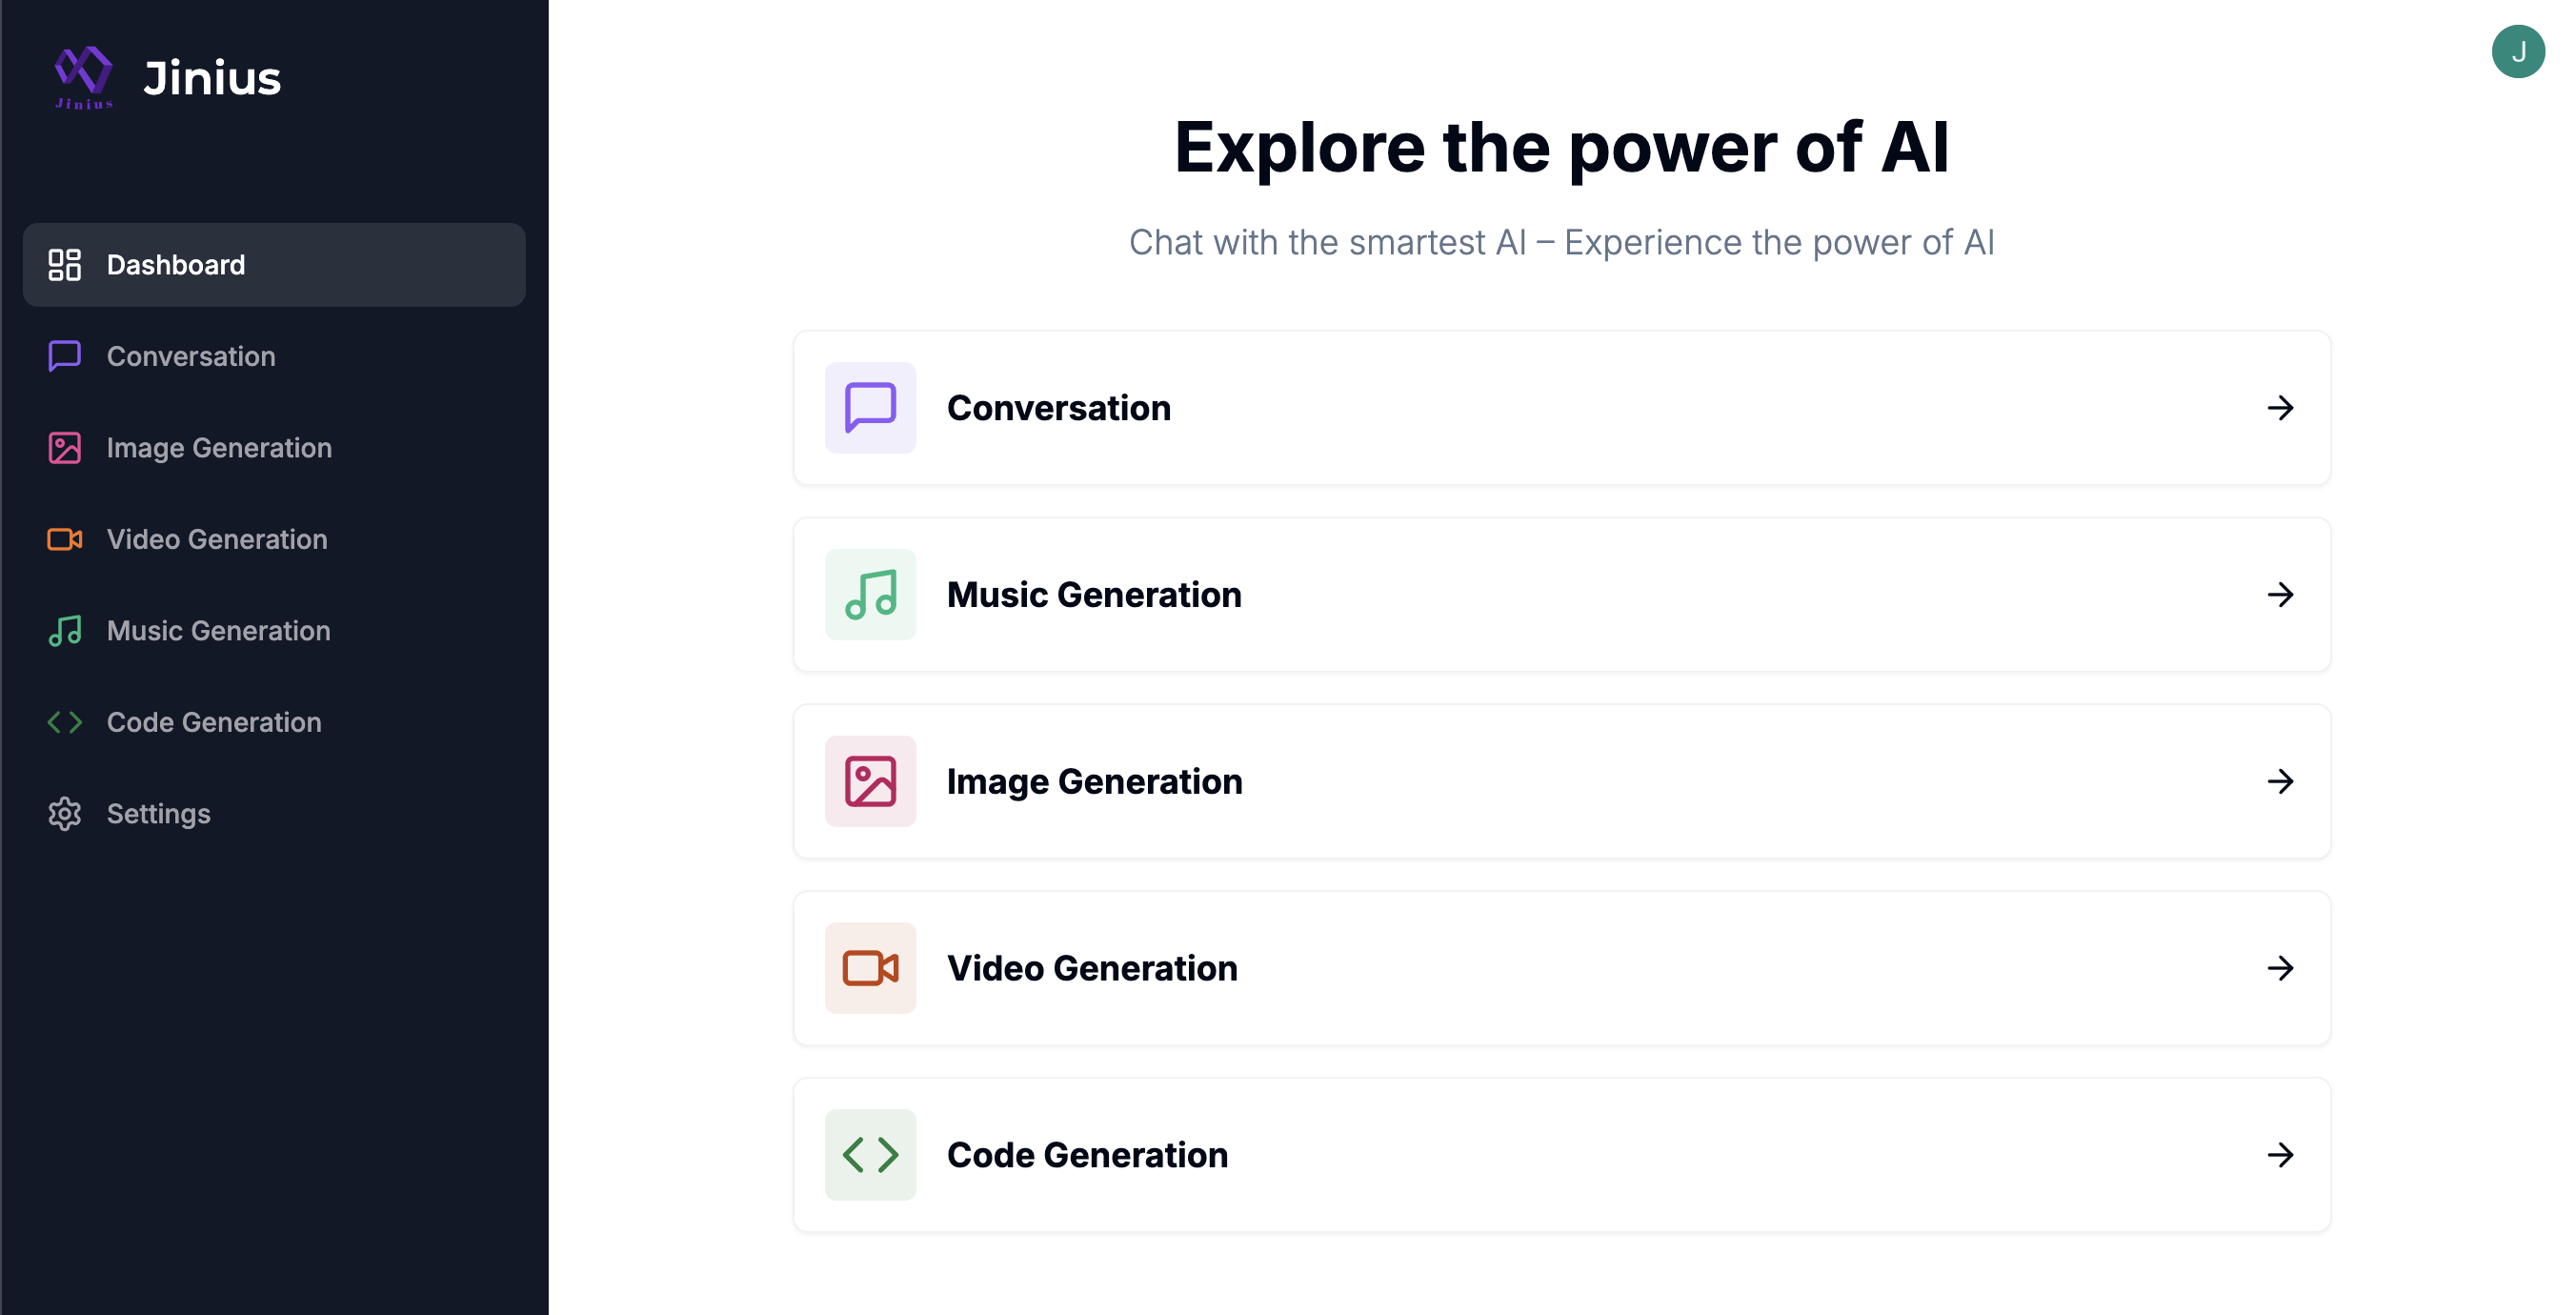 Jinius
Jinius
Dashboard
Conversation
Image Generation
Video Generation
Music Generation
Code Generation
Settings
J
Explore the power of AI
Chat with the smartest AI – Experience the power of AI
Conversation
Music Generation
Image Generation
Video Generation
Code Generation